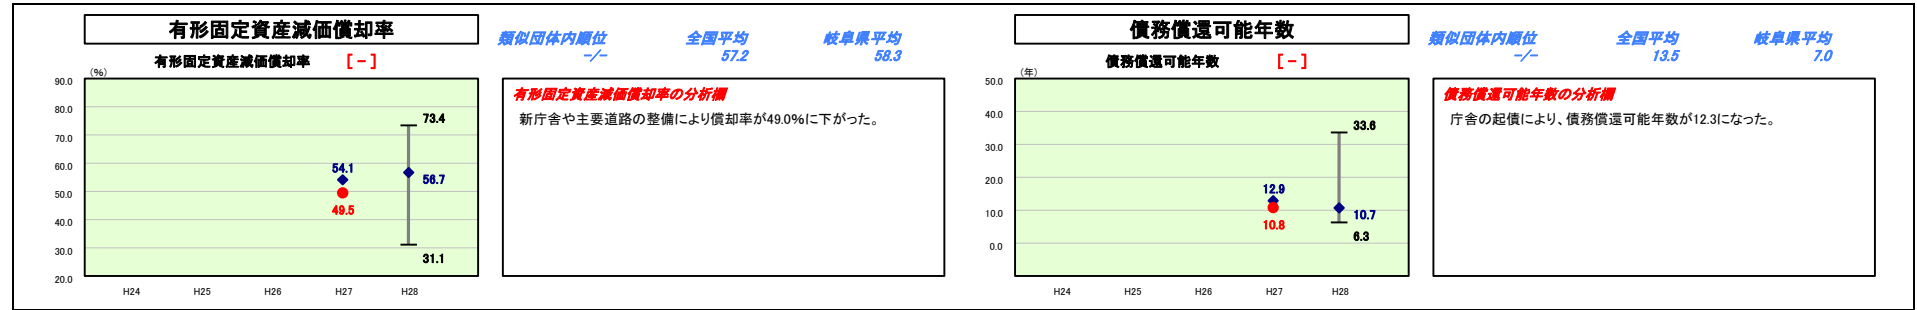 有形固定資産減価償却率
有形固定資産減価償却率 [－]
類似団体内順位 全国平均 岐阜県平均
-/- 57.2 58.3
(%)
90.0
80.0
70.0
60.0
50.0
40.0
30.0
20.0
73.4
54.1
56.7
49.5
31.1
H24 H25 H26 H27 H28
有形固定資産減価償却率の分析欄
新庁舎や主要道路の整備により償却率が49.0%に下がった。
債務償還可能年数
債務償還可能年数 [－]
類似団体内順位 全国平均 岐阜県平均
-/- 13.5 7.0
(年)
50.0
40.0
30.0
20.0
10.0
0.0
33.6
12.9
10.7
10.8
6.3
H24 H25 H26 H27 H28
債務償還可能年数の分析欄
庁舎の起債により、債務償還可能年数が12.3になった。